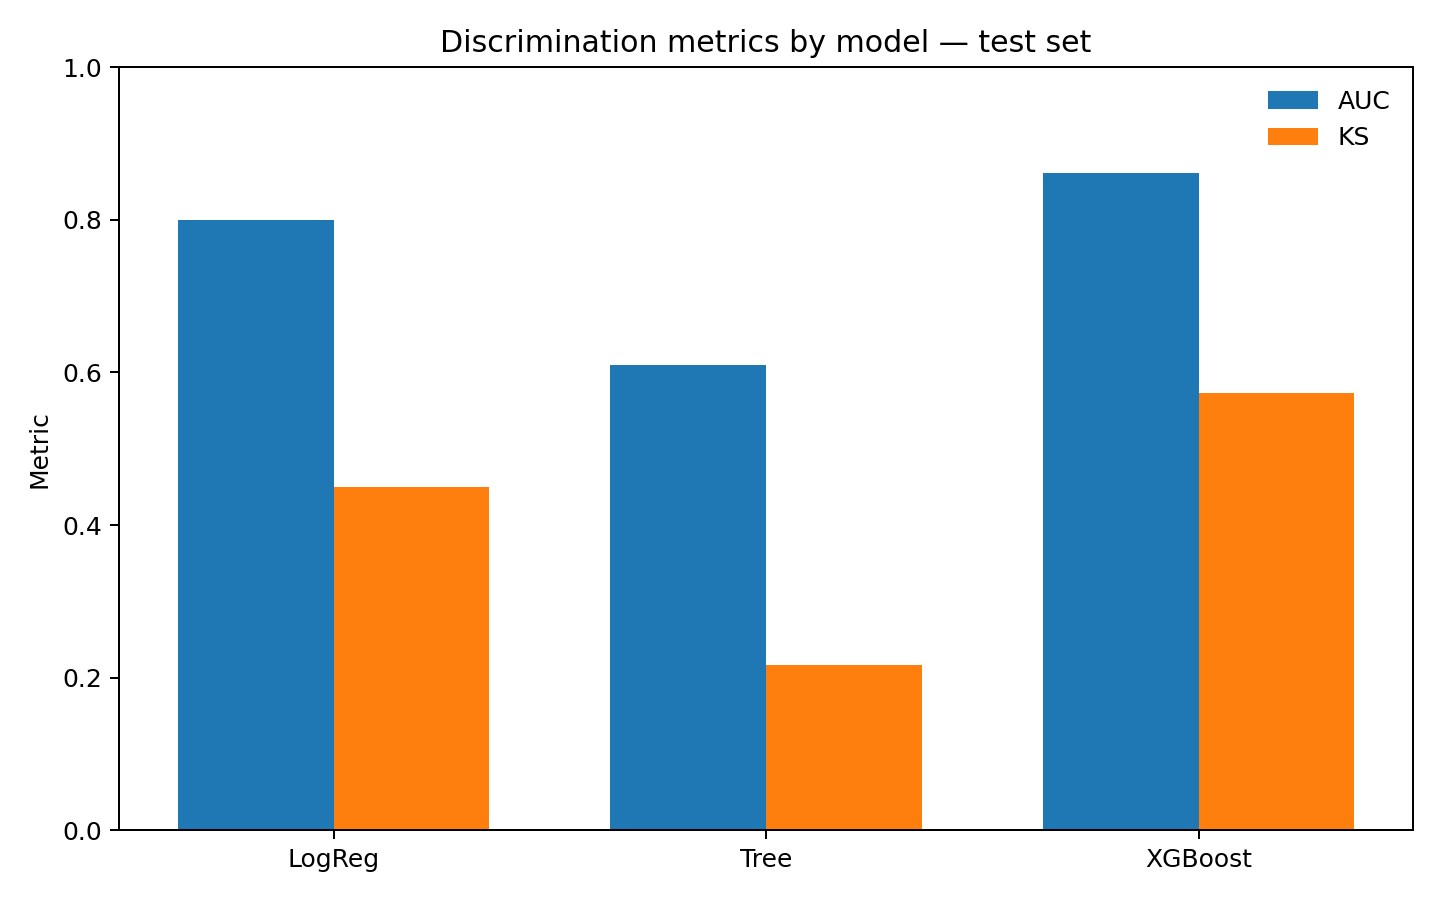 Discrimination metrics by model — test set
1.0
0.8
0.6
0.4
0.2
0.0
Metric
AUC
KS
LogReg
Tree
XGBoost